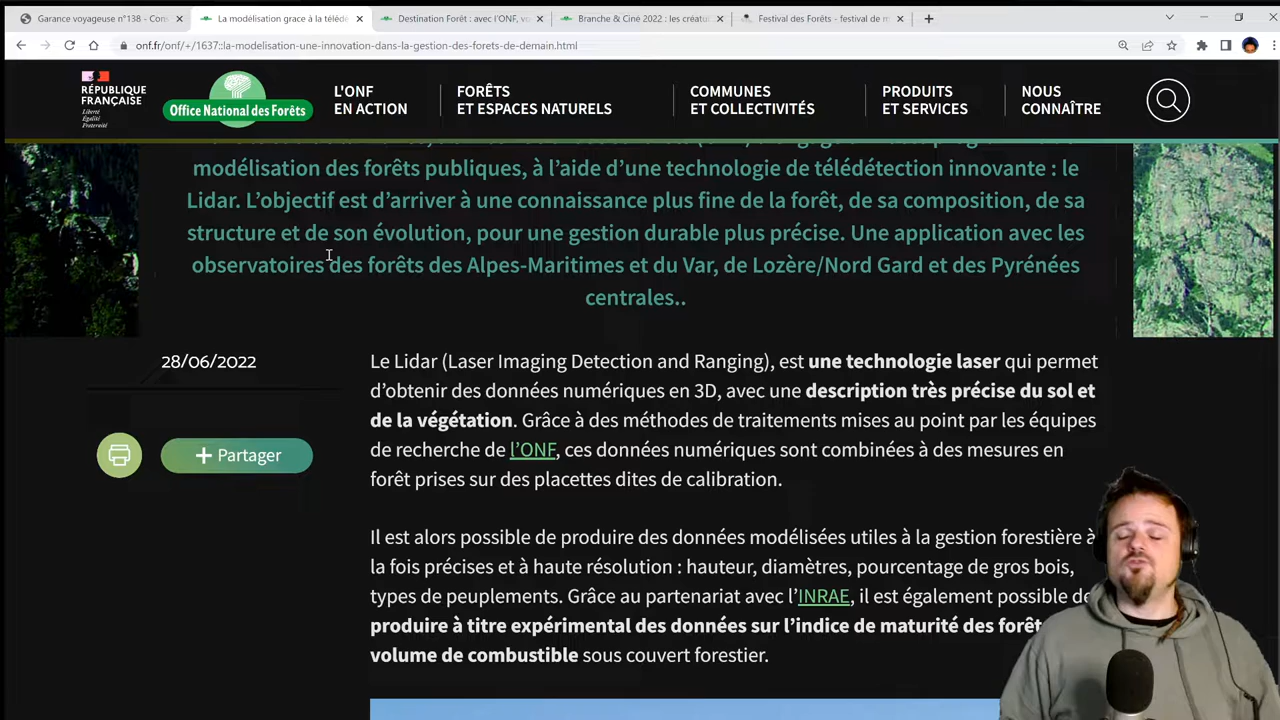 Garance voyageuse n°138 - Con
La modélisation grace à la téléde
Destination Forêt : avec l'ONF, vo
Branche & Ciné 2022 : les créatu
Festival des Forêts - festival de m
onf.fr/onf/+/1637::la-modelisation-une-innovation-dans-la-gestion-des-forets-de-demain.html
RÉPUBLIQUE
FRANÇAISE
Liberté
Égalité
Fraternité
Office National des Forêts
L'ONF
EN ACTION
FORÊTS
ET ESPACES NATURELS
COMMUNES
ET COLLECTIVITÉS
PRODUITS
ET SERVICES
NOUS
CONNAÎTRE
modélisation des forêts publiques, à l'aide d'une technologie de télédétection innovante : le
Lidar. L'objectif est d'arriver à une connaissance plus fine de la forêt, de sa composition, de sa
structure et de son évolution, pour une gestion durable plus précise. Une application avec les
observatoires des forêts des Alpes-Maritimes et du Var, de Lozère/Nord Gard et des Pyrénées
centrales..
28/06/2022
+ Partager
Le Lidar (Laser Imaging Detection and Ranging), est une technologie laser qui permet
d'obtenir des données numériques en 3D, avec une description très précise du sol et
de la végétation. Grâce à des méthodes de traitements mises au point par les équipes
de recherche de l'ONF, ces données numériques sont combinées à des mesures en
forêt prises sur des placettes dites de calibration.
Il est alors possible de produire des données modélisées utiles à la gestion forestière à
la fois précises et à haute résolution : hauteur, diamètres, pourcentage de gros bois,
types de peuplements. Grâce au partenariat avec l'INRAE, il est également possible de
produire à titre expérimental des données sur l'indice de maturité des forêt
volume de combustible sous couvert forestier.